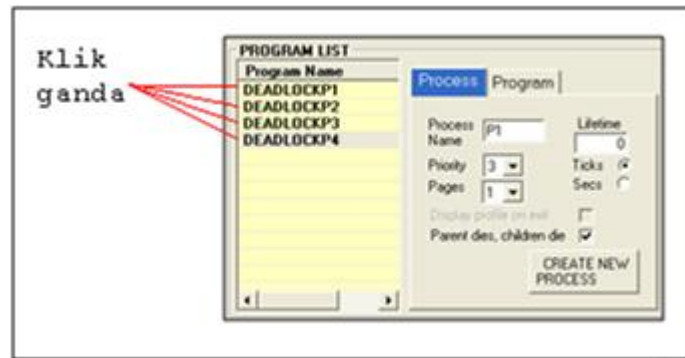 Klik
ganda
PROGRAM LIST
Program Name
DEADLOCKP1
DEADLOCKP2
DEADLOCKP3
DEADLOCKP4
Process
Program
Process Name
P1
Lifetime
0
Priority
3
Ticks
Pages
1
Secs
Display profile on exit
Parent dies, children die
CREATE NEW
PROCESS